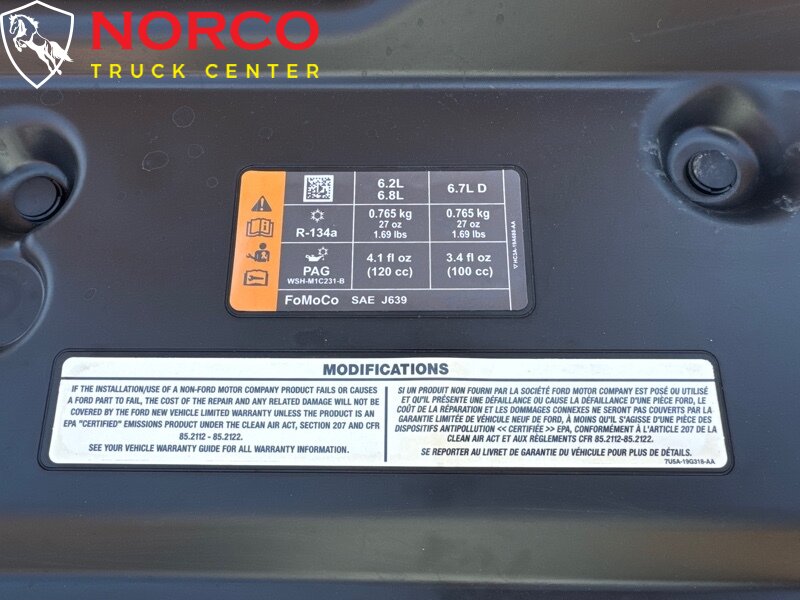 NORCO
TRUCK CENTER
6.2L
6.8L
6.7L D
R-134a
0.765 kg
27 oz
1.69 lbs
0.765 kg
27 oz
1.69 lbs
PAG
WSH-M1C231-B
4.1 fl oz
(120 cc)
3.4 fl oz
(100 cc)
FoMoCo SAE J639
MODIFICATIONS
IF THE INSTALLATION/USE OF A NON-FORD MOTOR COMPANY PRODUCT FAILS OR CAUSES
A FORD PART TO FAIL, THE COST OF THE REPAIR AND ANY RELATED DAMAGE WILL NOT BE
COVERED BY THE FORD NEW VEHICLE LIMITED WARRANTY UNLESS THE PRODUCT IS AN
EPA "CERTIFIED" EMISSIONS PRODUCT UNDER THE CLEAN AIR ACT, SECTION 207 AND CFR
85.2112 - 85.2122.
SEE YOUR VEHICLE WARRANTY GUIDE FOR ALL WARRANTY INFORMATION.
SI UN PRODUIT NON FOURNI PAR LA SOCIÉTÉ FORD MOTOR COMPANY EST POSÉ OU UTILISÉ
ET QU'IL PRÉSENTE UNE DÉFAILLANCE OU CAUSE LA DÉFAILLANCE D'UNE PIÈCE FORD, LE
COÛT DE LA RÉPARATION ET LES DOMMAGES CONNEXES NE SERONT PAS COUVERTS PAR LA
GARANTIE LIMITÉE DE VÉHICULE NEUF DE FORD, À MOINS QU'IL S'AGISSE D'UNE PIÈCE DES
DISPOSITIFS ANTIPOLLUTION << CERTIFIÉE >> EPA, CONFORMÉMENT À L'ARTICLE 207 DE LA
CLEAN AIR ACT ET AUX RÈGLEMENTS CFR 85.2112-85.2122.
SE REPORTER AU LIVRET DE GARANTIE DU VÉHICULE POUR PLUS DE DÉTAILS.
7U5A-19G318-AA